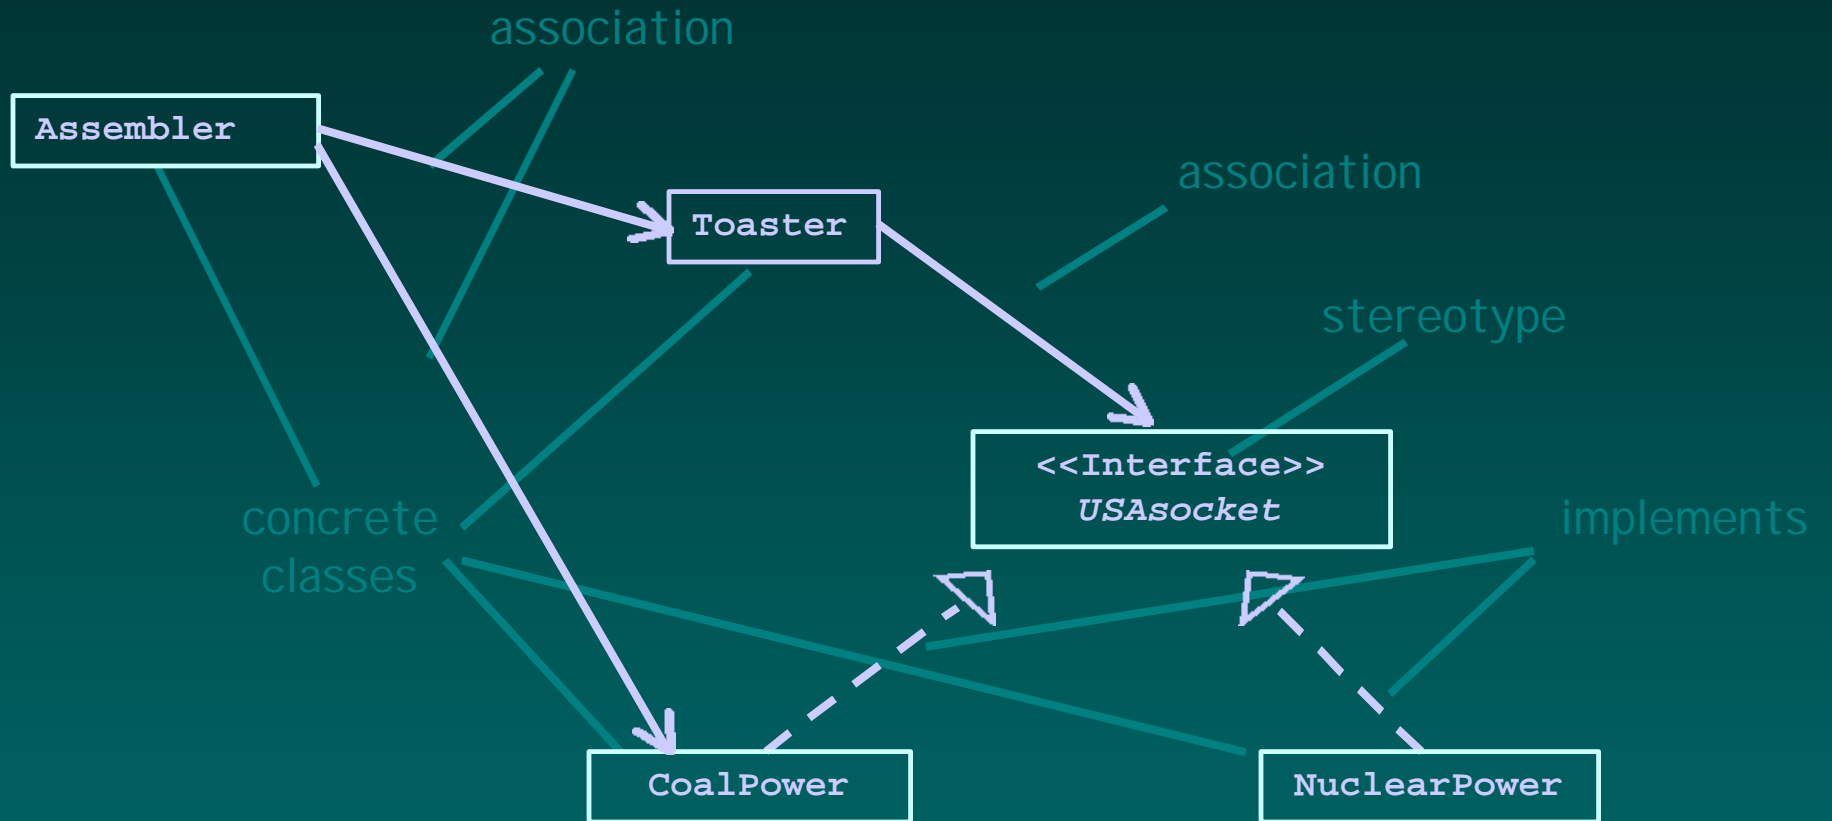 association
Assembler
association
Toaster
stereotype
<<Interface>>
USAsocket
concrete
classes
implements
CoalPower
NuclearPower